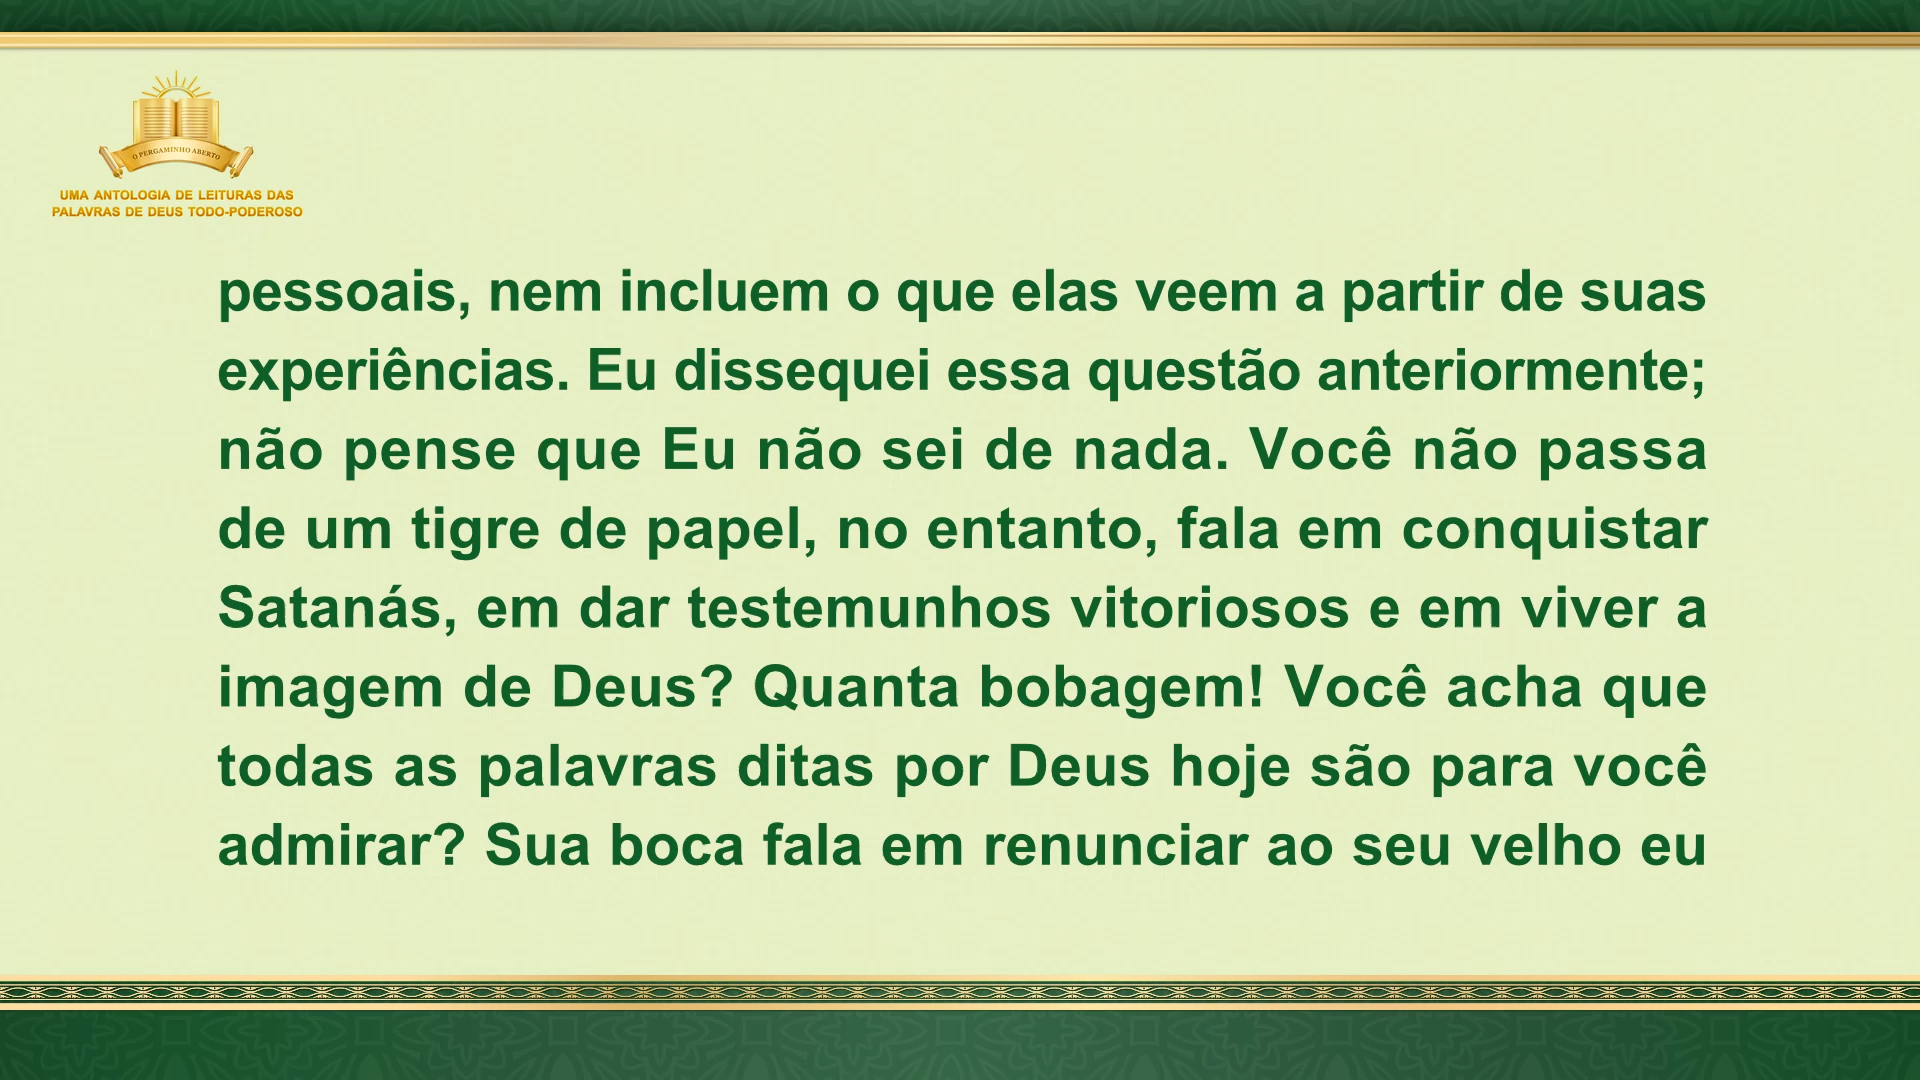 O PERGAMINHO ABERTO
UMA ANTOLOGIA DE LEITURAS DAS
PALAVRAS DE DEUS TODO-PODEROSO
pessoais, nem incluem o que elas veem a partir de suas
experiências. Eu dissequei essa questão anteriormente;
não pense que Eu não sei de nada. Você não passa
de um tigre de papel, no entanto, fala em conquistar
Satanás, em dar testemunhos vitoriosos e em viver a
imagem de Deus? Quanta bobagem! Você acha que
todas as palavras ditas por Deus hoje são para você
admirar? Sua boca fala em renunciar ao seu velho eu